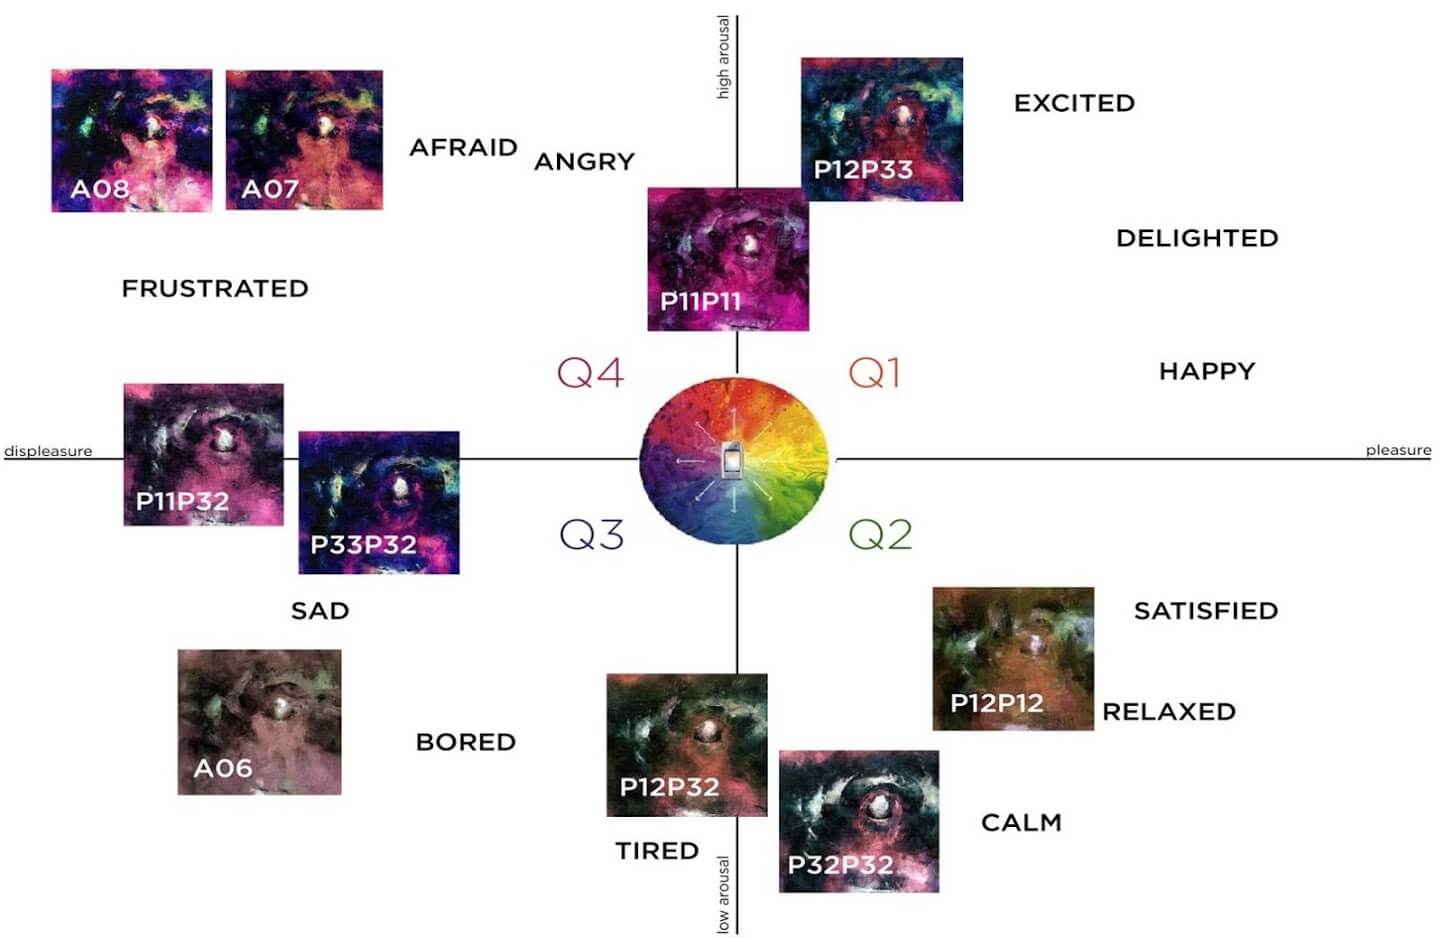 high arousal
EXCITED
P12P33
AFRAID
ANGRY
A08
A07
DELIGHTED
FRUSTRATED
P11P11
Q4
Q1
HAPPY
displeasure
pleasure
P11P32
P33P32
Q3
Q2
SAD
SATISFIED
P12P12
RELAXED
BORED
A06
P12P32
CALM
TIRED
P32P32
low arousal